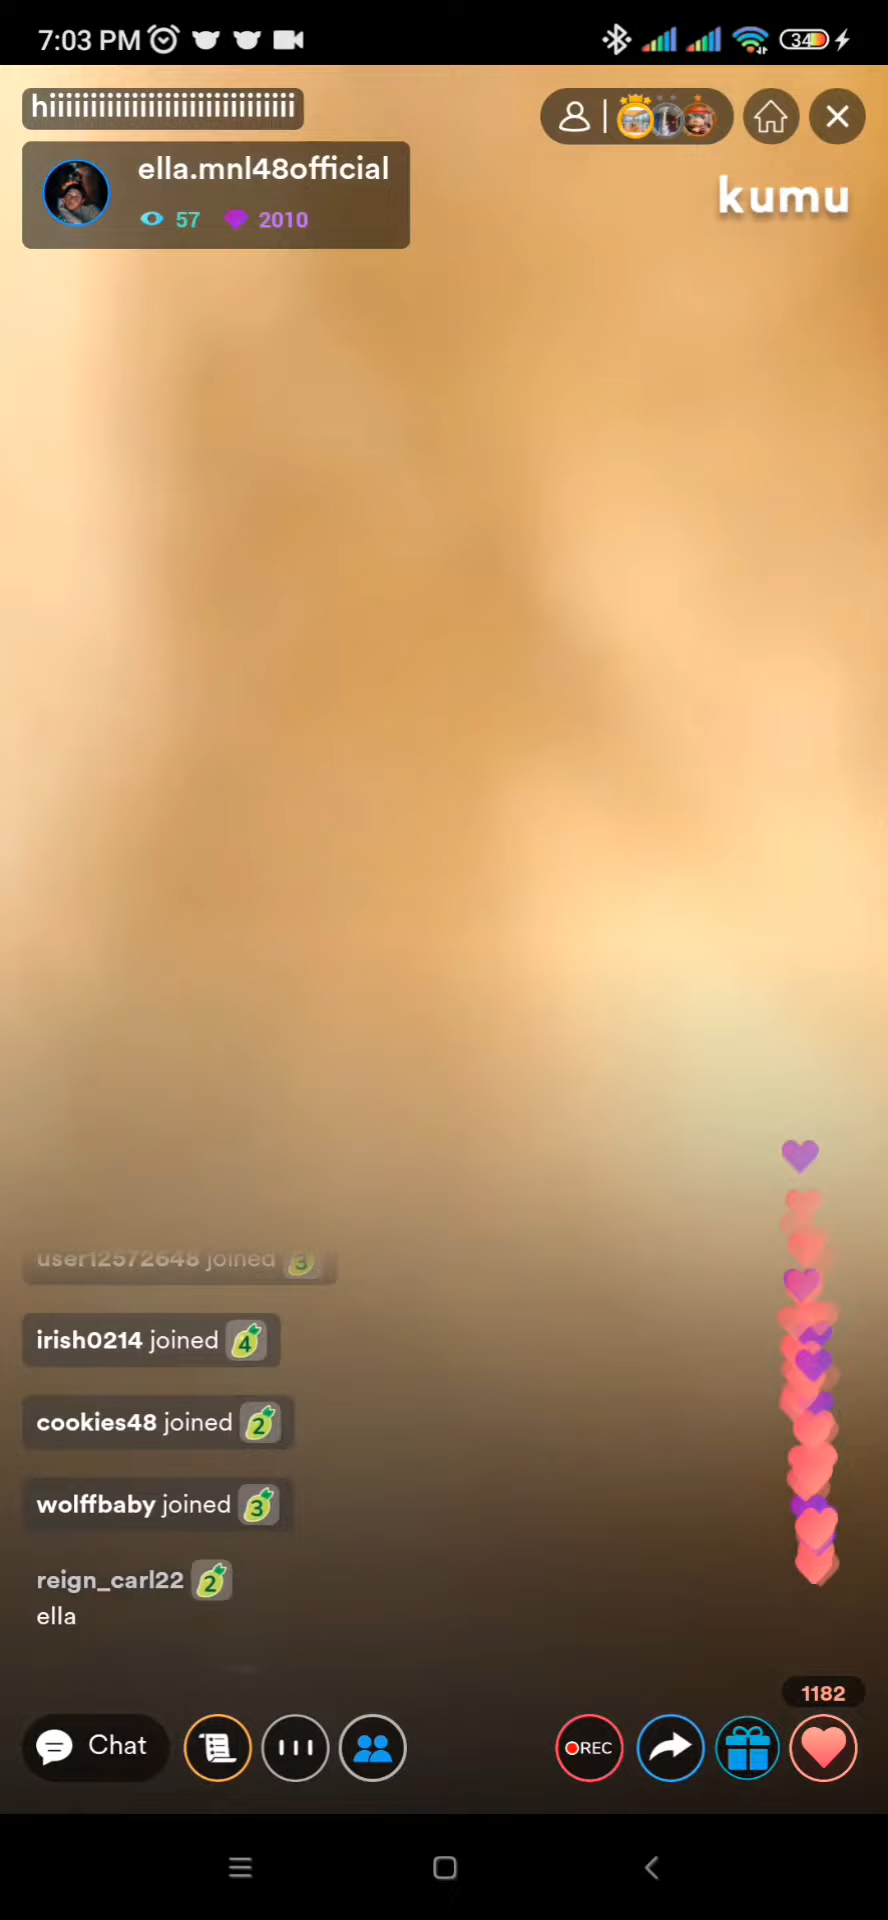 7:03 PM
34
hiiiiiiiiiiiiiiiiiiiiiiiiiiiiii
ella.mnl48official
57 2010
kumu
user12572648 joined 3
irish0214 joined 4
cookies48 joined 2
wolffbaby joined 3
reign_carl22 2
ella
1182
Chat
REC